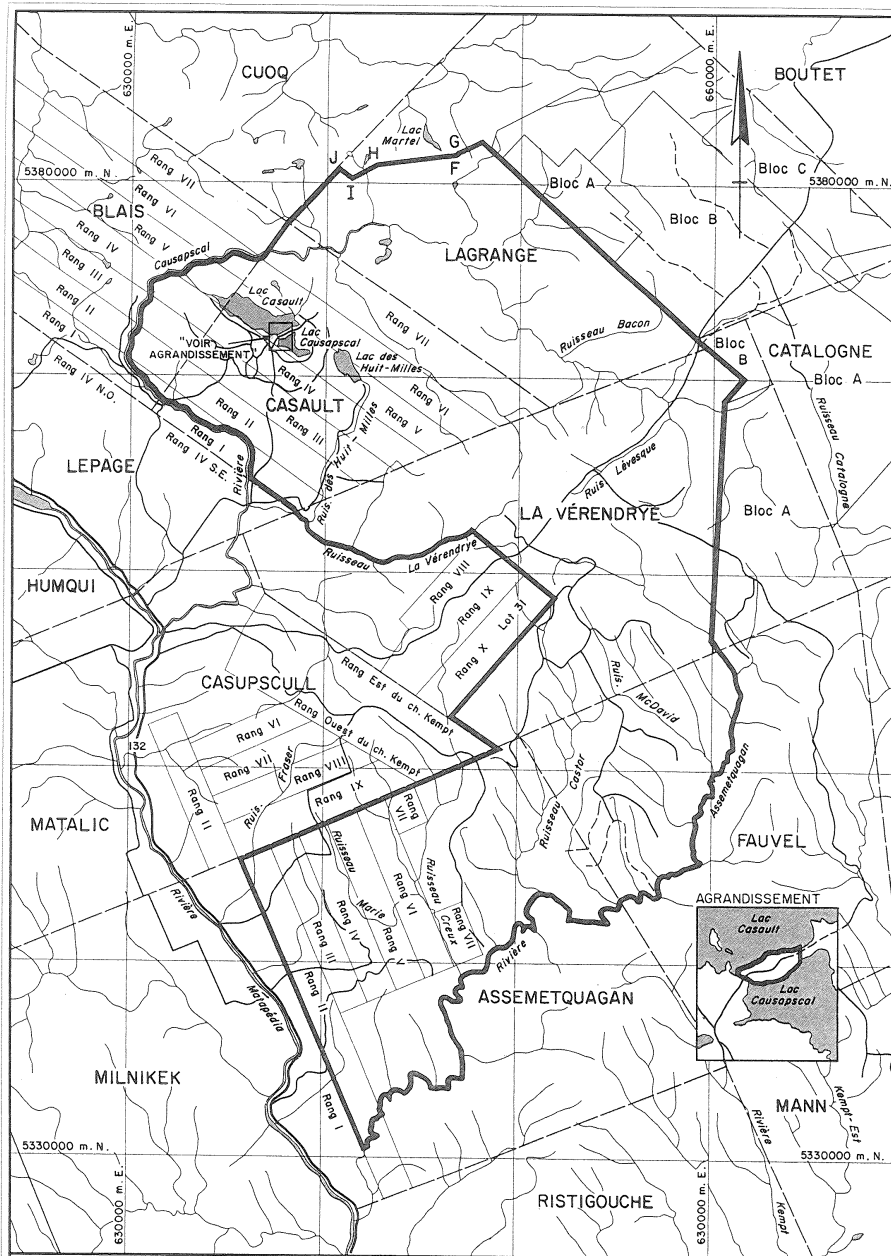 630000 m. E.
660000 m. E.
CUOQ
BOUTET
Lac
Martel
G
J
H
F
I
5380000 m. N.
5380000 m. N.
Bloc A
Bloc C
Bloc B
Rang VII
Rang VI
Rang V
BLAIS
Rang IV
Rang III
Rang II
Rang I
Rang IV N.O.
Causapscal
LAGRANGE
Lac
Casault
Lac
Causapscal
"VOIR
AGRANDISSEMENT"
Lac des
Huit-Milles
Rang VII
Rang VI
Rang V
Rang IV
Rang III
Rang II
Rang I
Rang IV S.E.
CASAULT
Ruisseau Bacon
Bloc
B
CATALOGNE
Bloc A
Ruisseau Catalogne
LEPAGE
Rivière
Ruis. des Huit-Milles
Ruis. Lévesque
LA VÉRENDRYE
Bloc A
Ruisseau
La Vérendrye
HUMQUI
Rang VIII
Rang IX
Rang X
Lot 31
Rang Est du ch. Kempt
CASUPSCULL
Rang Ouest du ch. Kempt
Ruis.
McDavid
Rang VI
Rang VII
Rang VIII
Rang IX
Rang
VII
Rang II
Ruis. Fraser
132
MATALIC
Ruisseau Castor
Assemetquagan
FAUVEL
Rivière
Matapédia
Ruisseau
Marie
Rang VI
Rang V
Rang IV
Rang III
Rang II
Ruisseau
Creux
Rang VII
Rivière
ASSEMETQUAGAN
AGRANDISSEMENT
Lac
Casault
Lac
Causapscal
MILNIKEK
Rang I
MANN
Kempt-Est
Rivière
Kempt
5330000 m. N.
5330000 m. N.
RISTIGOUCHE
630000 m. E.
660000 m. E.